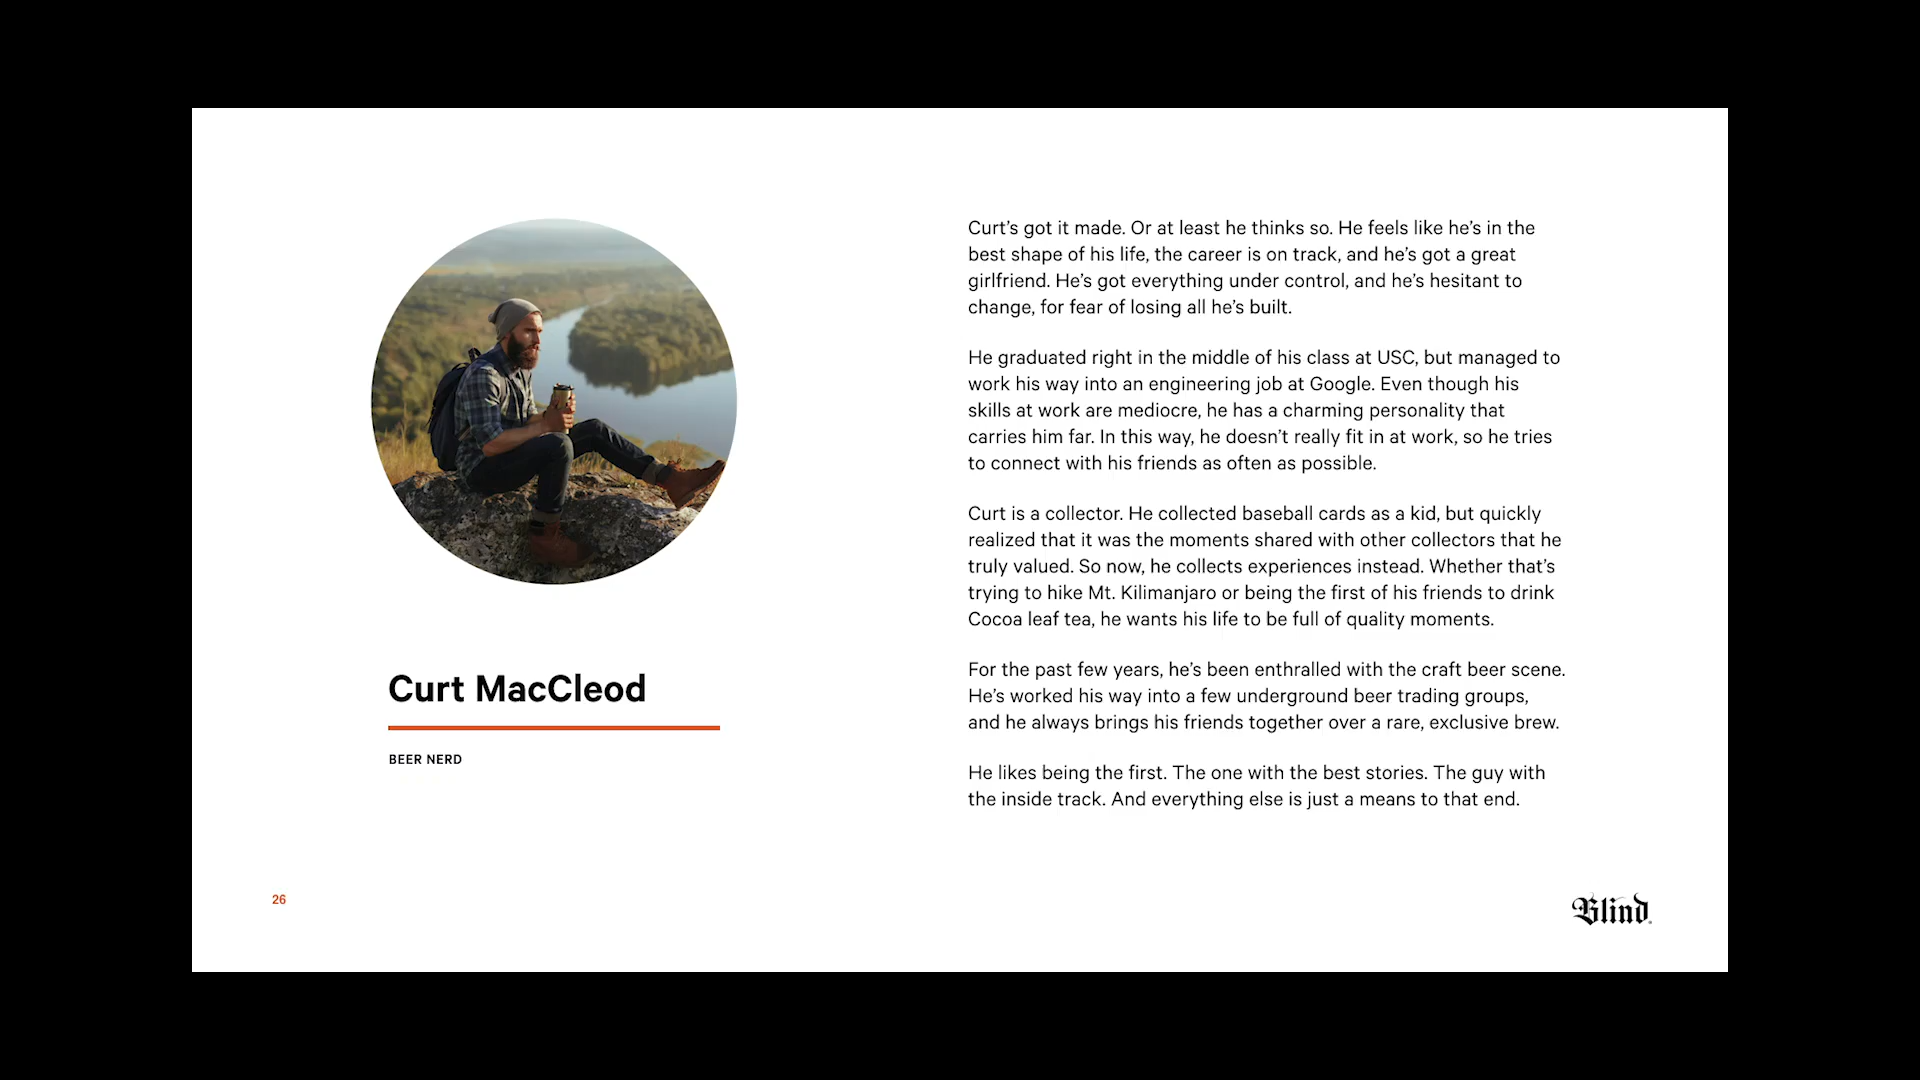 Curt MacCleod
BEER NERD
Curt’s got it made. Or at least he thinks so. He feels like he’s in the
best shape of his life, the career is on track, and he’s got a great
girlfriend. He’s got everything under control, and he’s hesitant to
change, for fear of losing all he’s built.
He graduated right in the middle of his class at USC, but managed to
work his way into an engineering job at Google. Even though his
skills at work are mediocre, he has a charming personality that
carries him far. In this way, he doesn’t really fit in at work, so he tries
to connect with his friends as often as possible.
Curt is a collector. He collected baseball cards as a kid, but quickly
realized that it was the moments shared with other collectors that he
truly valued. So now, he collects experiences instead. Whether that’s
trying to hike Mt. Kilimanjaro or being the first of his friends to drink
Cocoa leaf tea, he wants his life to be full of quality moments.
For the past few years, he’s been enthralled with the craft beer scene.
He’s worked his way into a few underground beer trading groups,
and he always brings his friends together over a rare, exclusive brew.
He likes being the first. The one with the best stories. The guy with
the inside track. And everything else is just a means to that end.
26
Blind